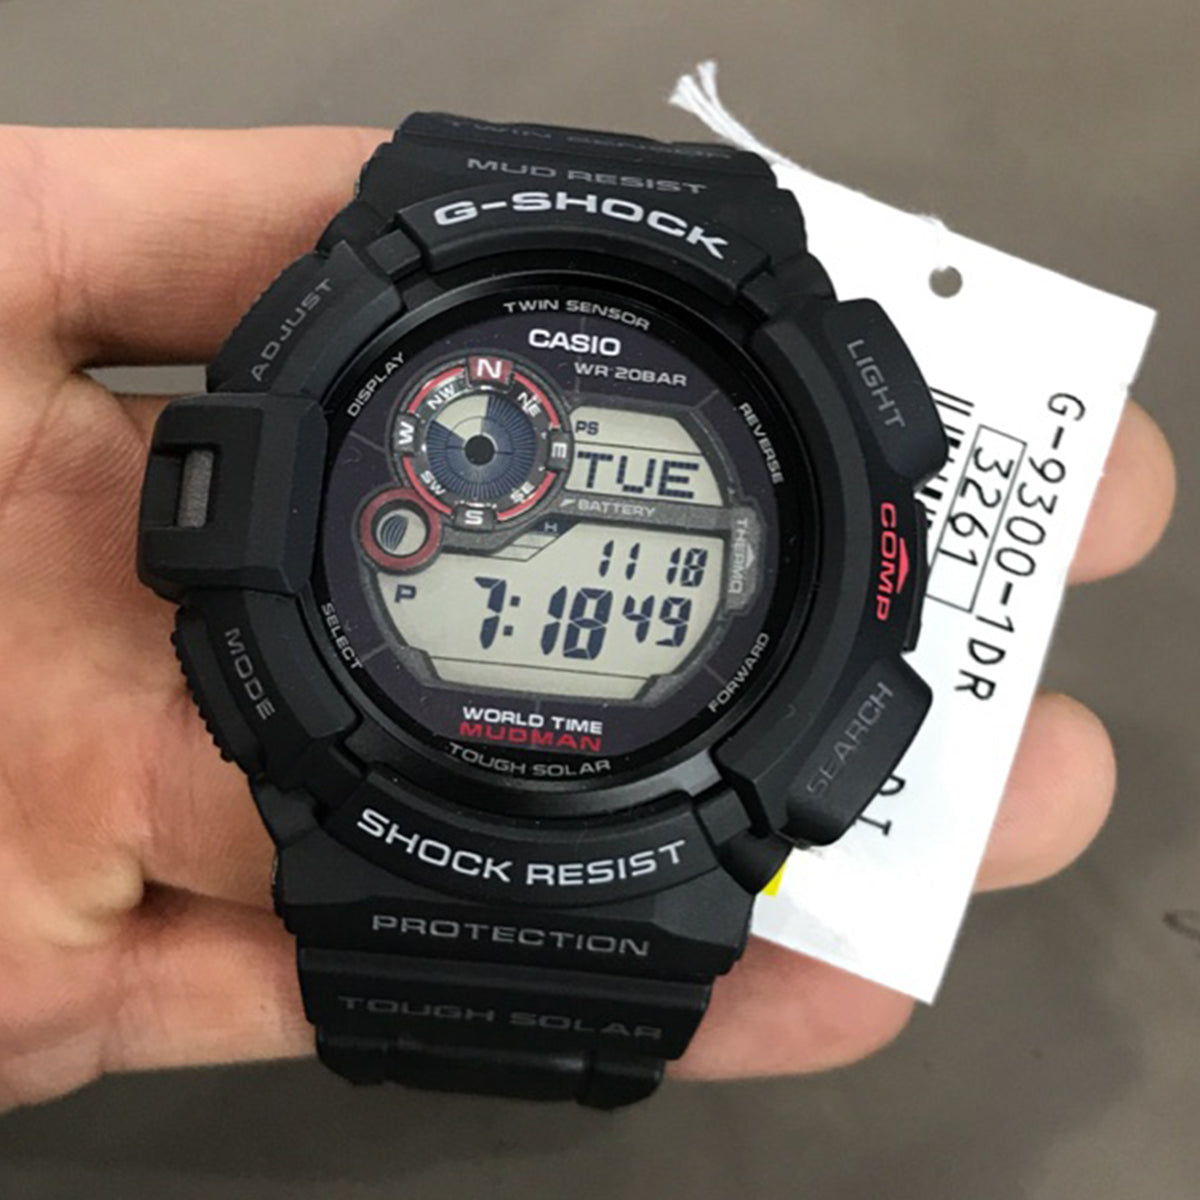 TWIN SENSOR
MUD RESIST
G-SHOCK
TWIN SENSOR
CASIO
WR 20BAR
ADJUST
DISPLAY
REVERSE
LIGHT
N
NW
NE
W
E
SW
SE
S
PS
TUE
BATTERY
H
THERMO
11 18
P
7:18 49
COMP
SELECT
MODE
FORWARD
SEARCH
WORLD TIME
MUDMAN
TOUGH SOLAR
SHOCK RESIST
PROTECTION
TOUGH SOLAR
G-9300-1DR
3261